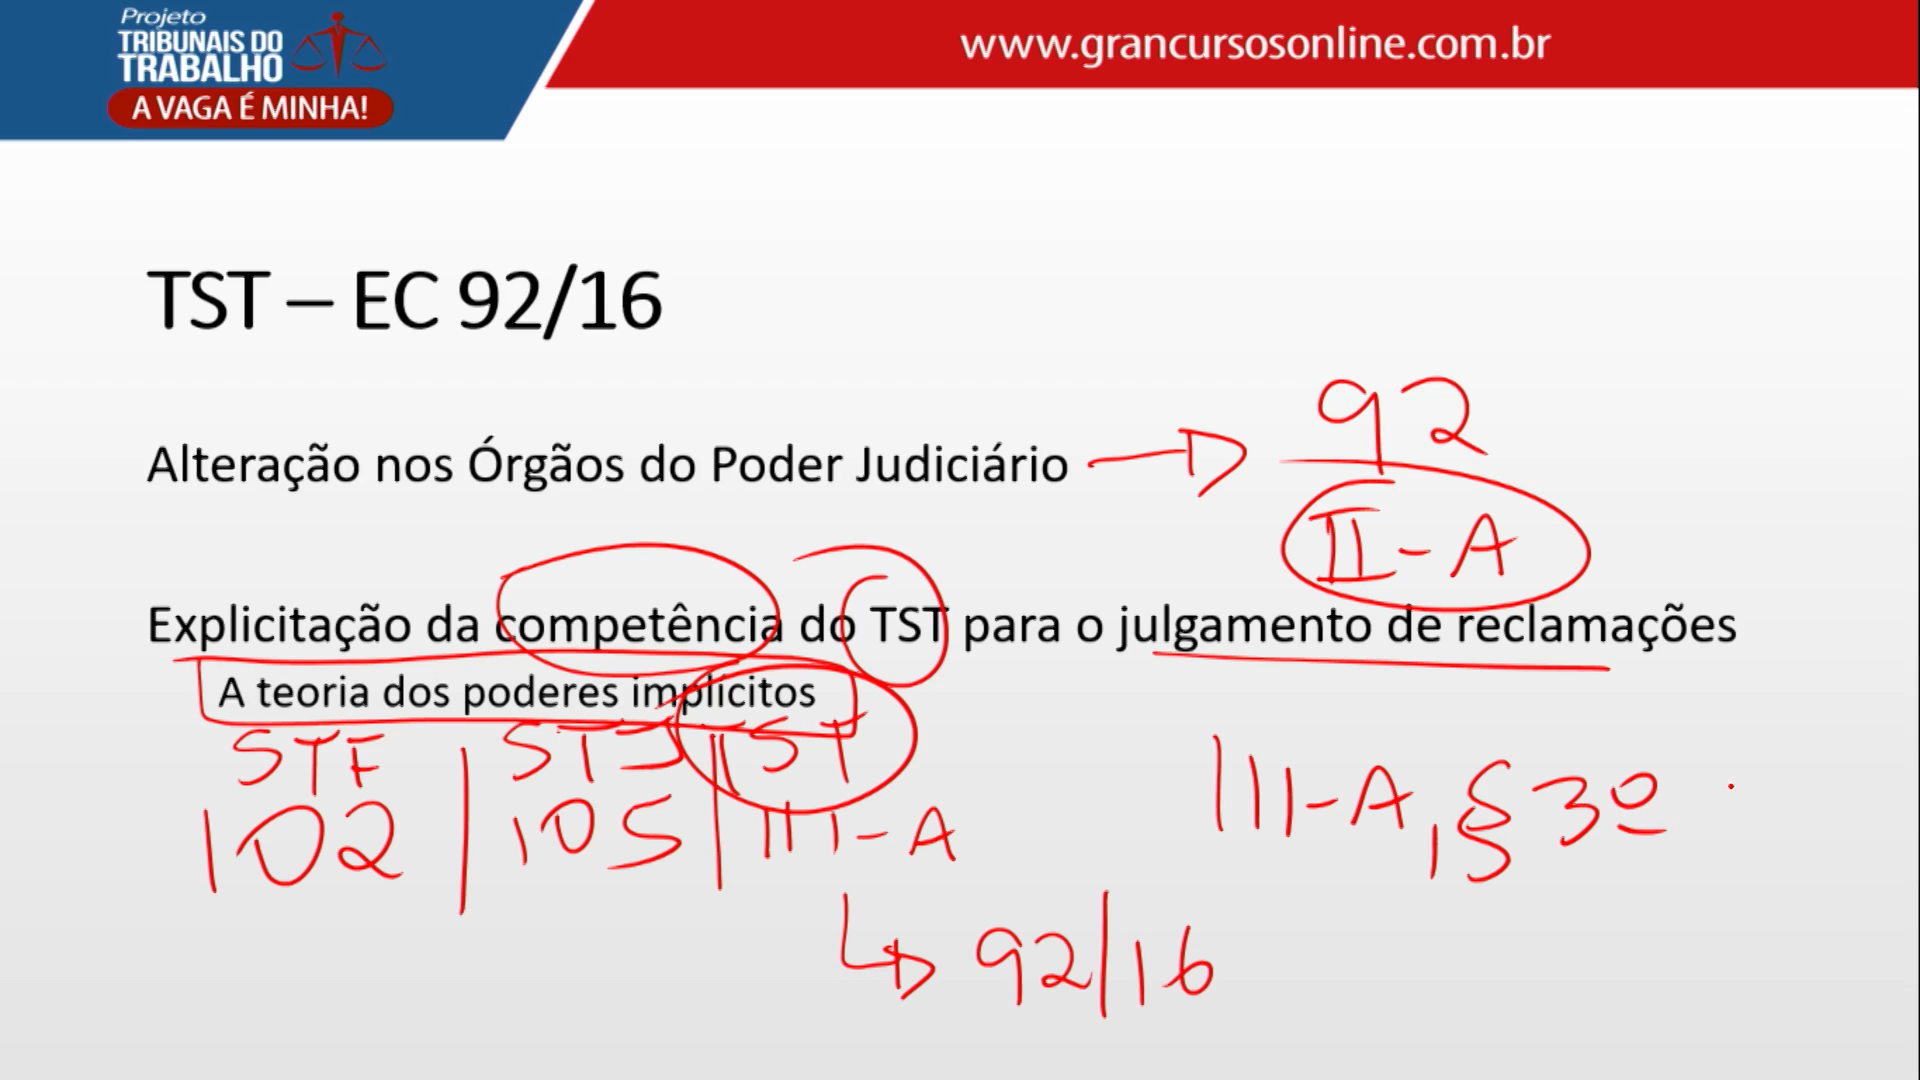 Projeto
TRIBUNAIS DO
TRABALHO
A VAGA É MINHA!
www.grancursosonline.com.br
TST – EC 92/16
Alteração nos Órgãos do Poder Judiciário
92
II-A
Explicitação da competência do TST para o julgamento de reclamações
A teoria dos poderes implícitos
STF STJ TST
102 105 111-A
111-A, § 3º
92/16